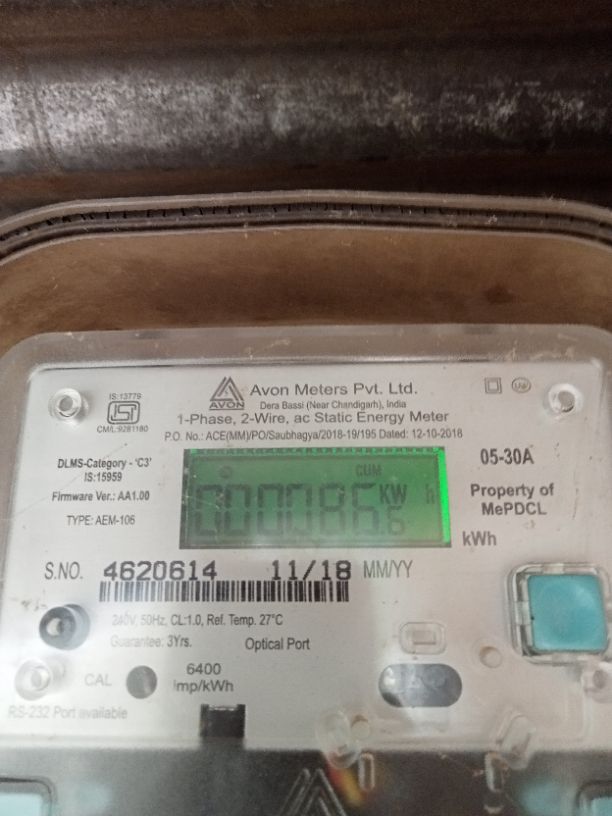 IS:13779
ISI
CM/L:9281180
AVON
Avon Meters Pvt. Ltd.
Dera Bassi (Near Chandigarh), India
1-Phase, 2-Wire, ac Static Energy Meter
P.O. No.: ACE(MM)/PO/Saubhagya/2018-19/195 Dated: 12-10-2018
DLMS-Category - 'C3'
IS:15959
Firmware Ver.: AA1.00
TYPE: AEM-106
CUM
KW h
05-30A
Property of
MePDCL
kWh
S.NO. 4620614 11/18 MM/YY
240V, 50Hz, CL:1.0, Ref. Temp. 27°C
Guarantee: 3Yrs. Optical Port
CAL
6400
imp/kWh
RS-232 Port available